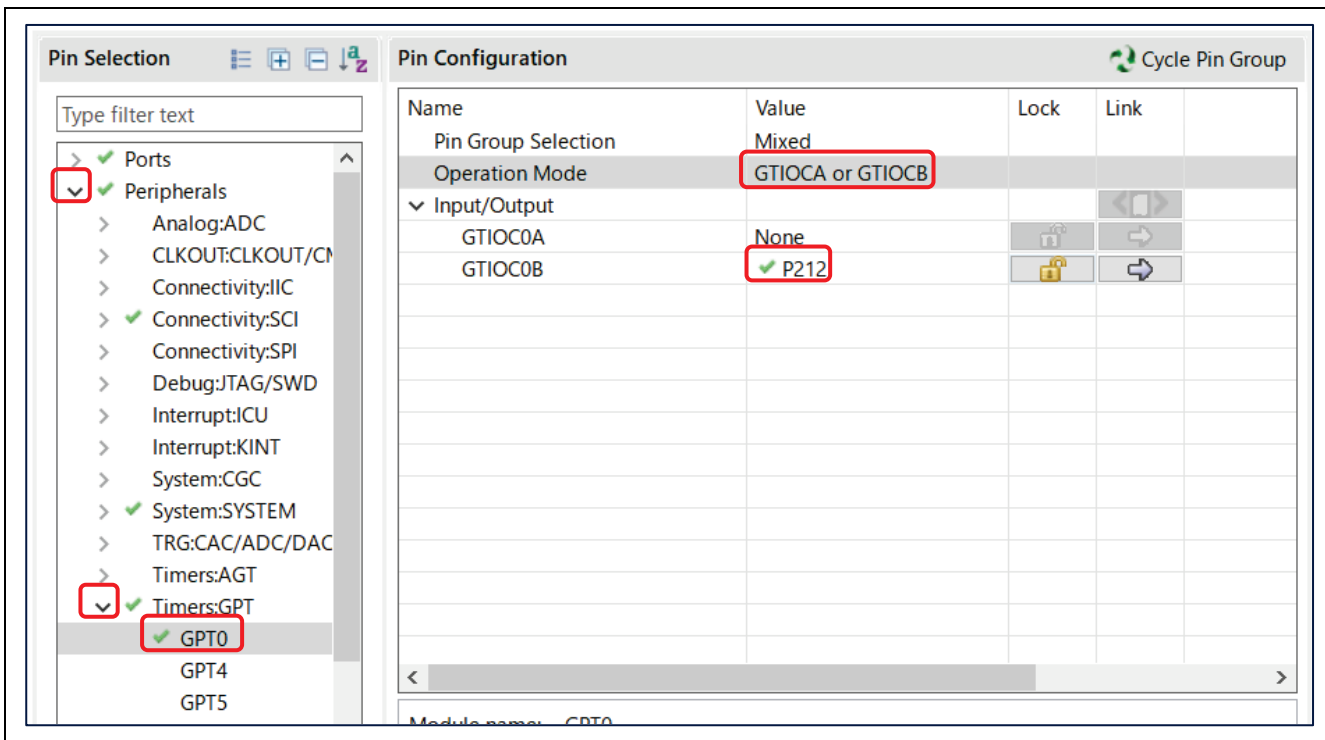 Pin Selection
Type filter text
Ports
Peripherals
Analog:ADC
CLKOUT:CLKOUT/CM
Connectivity:IIC
Connectivity:SCI
Connectivity:SPI
Debug:JTAG/SWD
Interrupt:ICU
Interrupt:KINT
System:CGC
System:SYSTEM
TRG:CAC/ADC/DAC
Timers:AGT
Timers:GPT
GPT0
GPT4
GPT5
Pin Configuration
Cycle Pin Group
Name Value Lock Link
Pin Group Selection Mixed
Operation Mode GTIOCA or GTIOCB
Input/Output
GTIOC0A None
GTIOC0B P212
Module name: GPT0